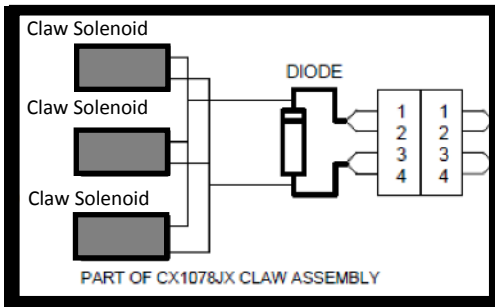 Claw Solenoid
DIODE
Claw Solenoid
Claw Solenoid
1 1
2 2
3 3
4 4
PART OF CX1078JX CLAW ASSEMBLY